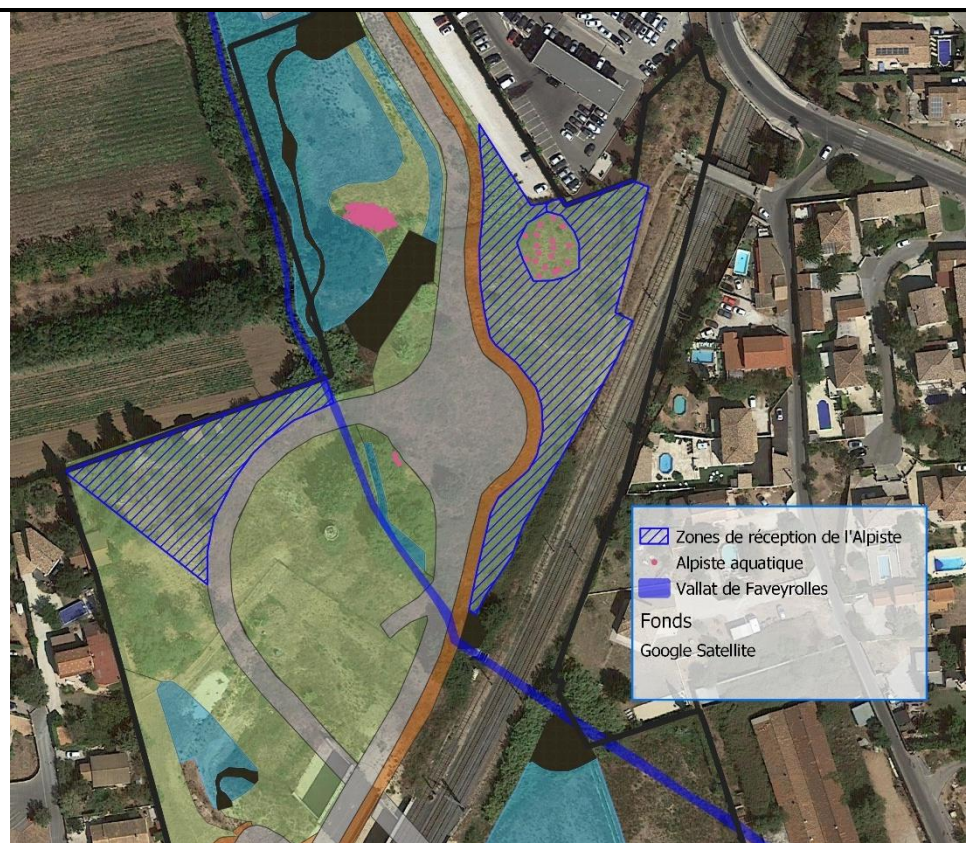 Zones de réception de l'Alpiste
Alpiste aquatique
Vallat de Faveyrolles
Fonds
Google Satellite